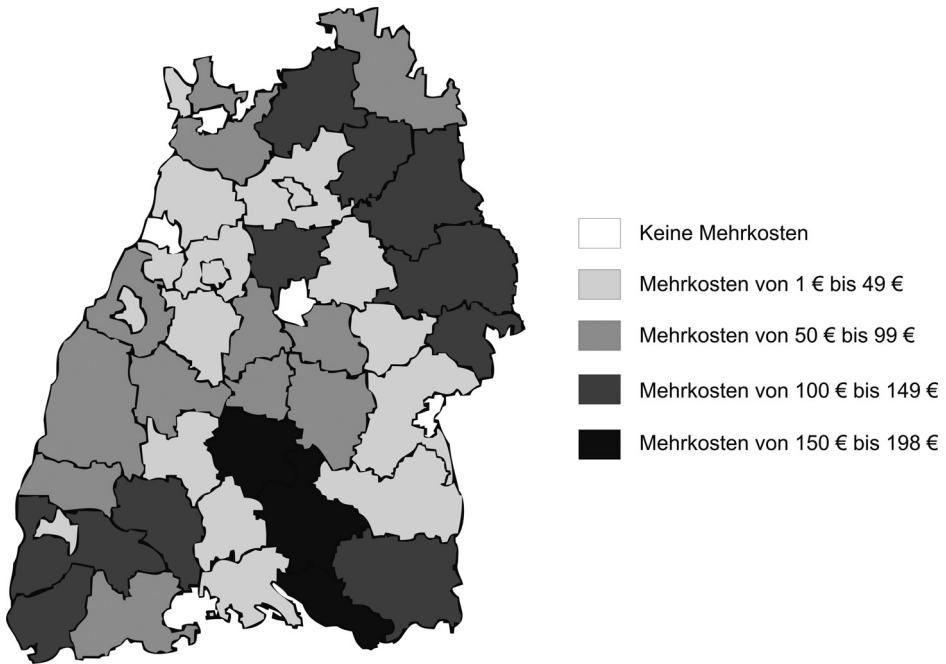 Keine Mehrkosten
Mehrkosten von 1 € bis 49 €
Mehrkosten von 50 € bis 99 €
Mehrkosten von 100 € bis 149 €
Mehrkosten von 150 € bis 198 €